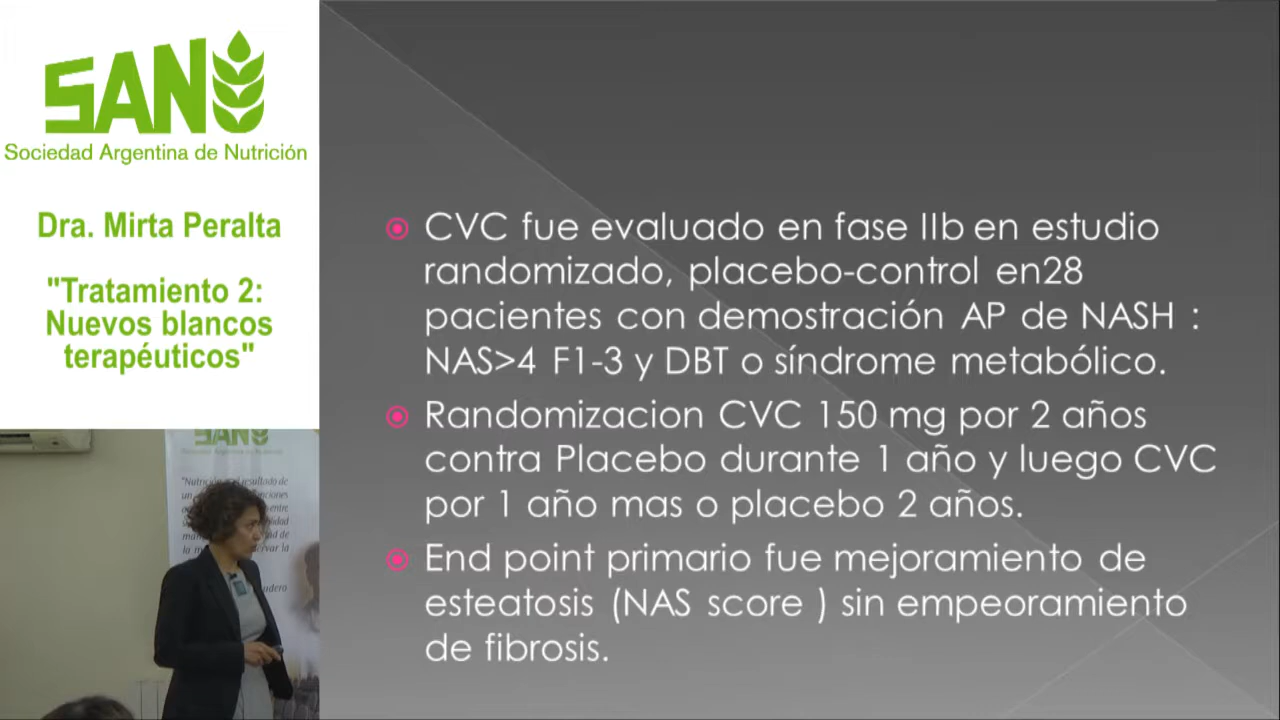 SAN
Sociedad Argentina de Nutrición
Dra. Mirta Peralta
"Tratamiento 2:
Nuevos blancos
terapéuticos"
CVC fue evaluado en fase IIb en estudio
randomizado, placebo-control en28
pacientes con demostración AP de NASH :
NAS>4 F1-3 y DBT o síndrome metabólico.
Randomizacion CVC 150 mg por 2 años
contra Placebo durante 1 año y luego CVC
por 1 año mas o placebo 2 años.
End point primario fue mejoramiento de
esteatosis (NAS score ) sin empeoramiento
de fibrosis.
SAN
"Nutrición
resultado de